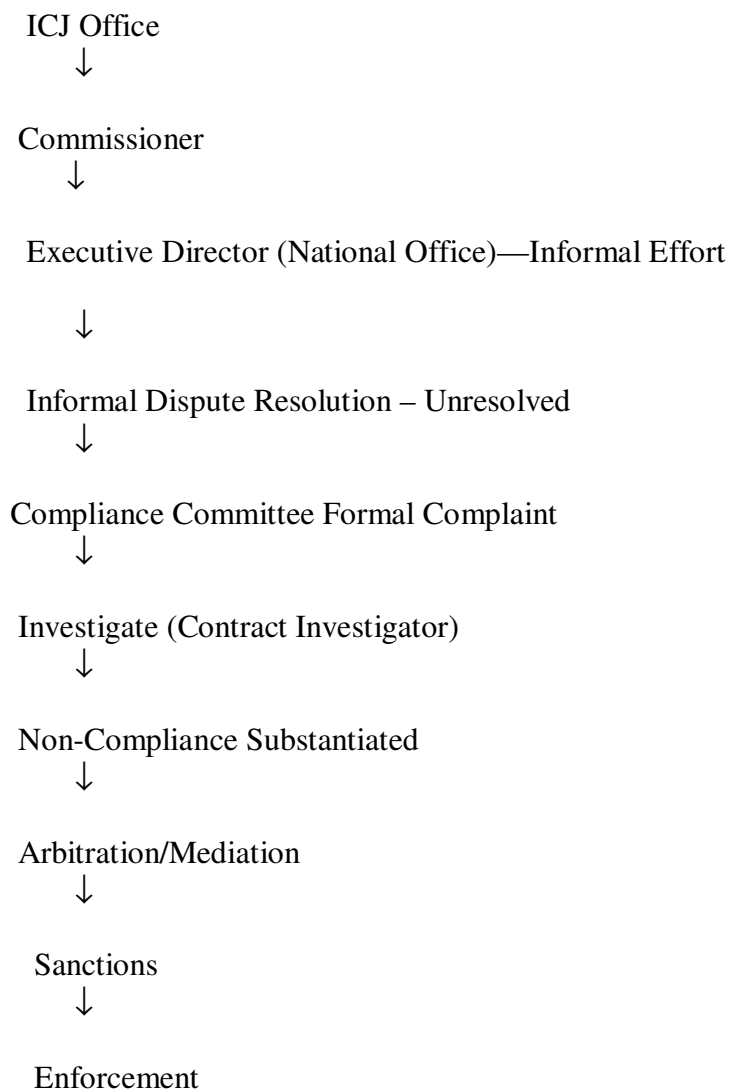 ICJ Office
↓
Commissioner
↓
Executive Director (National Office)—Informal Effort
↓
Informal Dispute Resolution – Unresolved
↓
Compliance Committee Formal Complaint
↓
Investigate (Contract Investigator)
↓
Non-Compliance Substantiated
↓
Arbitration/Mediation
↓
Sanctions
↓
Enforcement